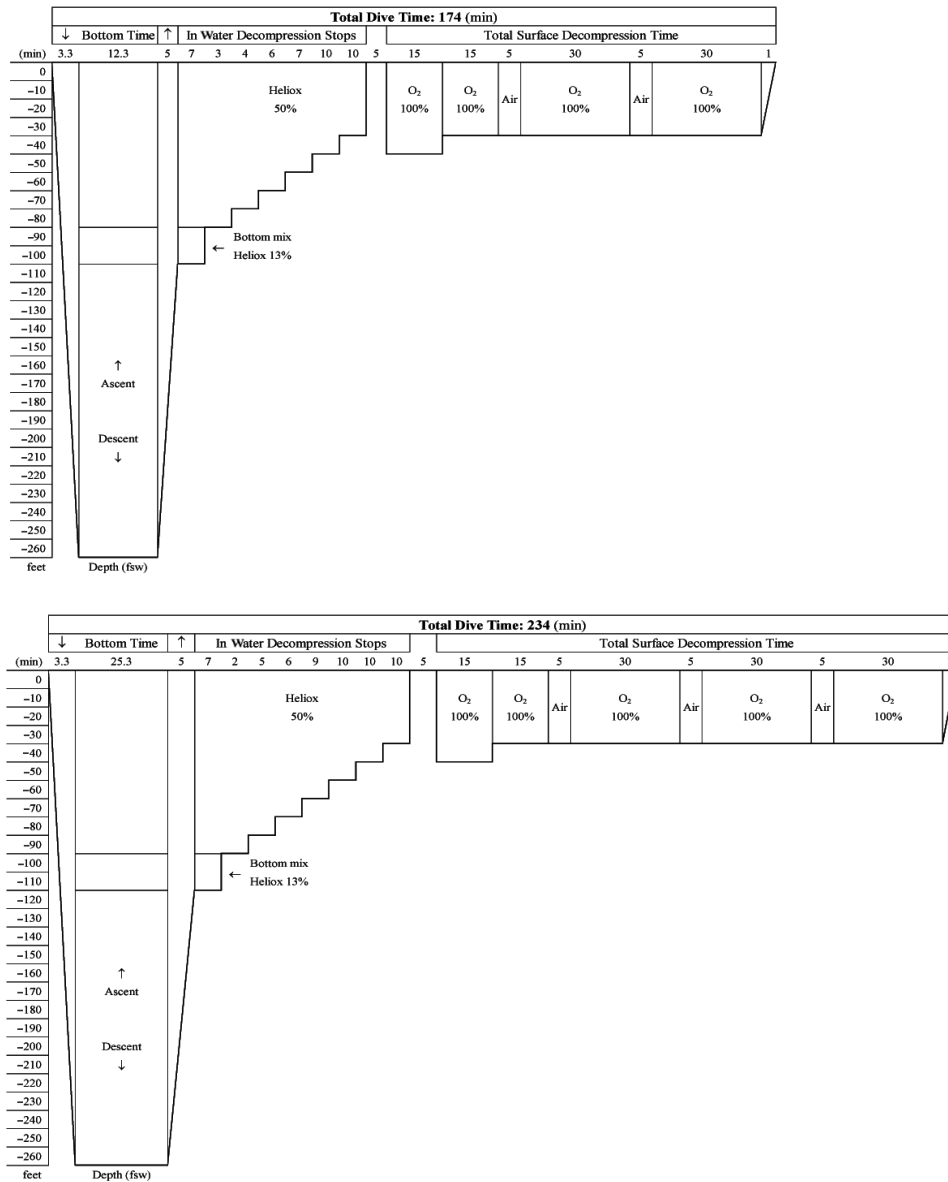 Total Dive Time: 174 (min)
↓ Bottom Time ↑ In Water Decompression Stops Total Surface Decompression Time
(min) 3.3 12.3 5 7 3 4 6 7 10 10 5 15 15 5 30 5 30 1
0
−10 Heliox O₂ O₂ Air O₂ Air O₂
−20 50% 100% 100% 100% 100%
−30
−40
−50
−60
−70
−80
−90 Bottom mix
−100 ← Heliox 13%
−110
−120
−130
−140
−150
−160 ↑
−170 Ascent
−180
−190
−200 Descent
−210 ↓
−220
−230
−240
−250
−260
feet Depth (fsw)
Total Dive Time: 234 (min)
↓ Bottom Time ↑ In Water Decompression Stops Total Surface Decompression Time
(min) 3.3 25.3 5 7 2 5 6 9 10 10 10 5 15 15 5 30 5 30 5 30
0
−10 Heliox O₂ O₂ Air O₂ Air O₂ Air O₂
−20 50% 100% 100% 100% 100% 100%
−30
−40
−50
−60
−70
−80
−90
−100 Bottom mix
−110 ← Heliox 13%
−120
−130
−140
−150
−160 ↑
−170 Ascent
−180
−190
−200 Descent
−210 ↓
−220
−230
−240
−250
−260
feet Depth (fsw)